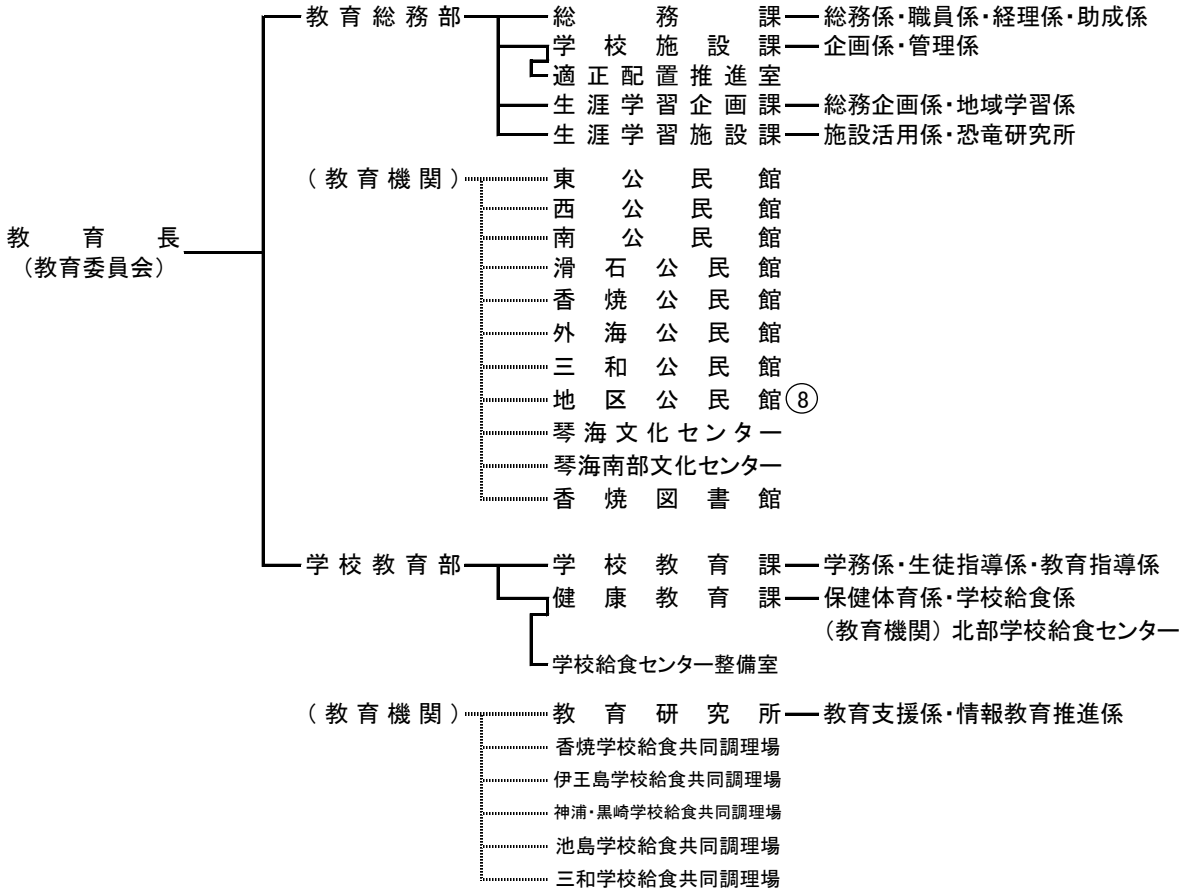 教育総務部 総務課 総務係・職員係・経理係・助成係
学校施設課 企画係・管理係
適正配置推進室
生涯学習企画課 総務企画係・地域学習係
生涯学習施設課 施設活用係・恐竜研究所
(教育機関) 東公民館
西公民館
南公民館
教育長
(教育委員会)
滑石公民館
香焼公民館
外海公民館
三和公民館
地区公民館⑧
琴海文化センター
琴海南部文化センター
香焼図書館
学校教育部 学校教育課 学務係・生徒指導係・教育指導係
健康教育課 保健体育係・学校給食係
(教育機関) 北部学校給食センター
学校給食センター整備室
(教育機関) 教育研究所 教育支援係・情報教育推進係
香焼学校給食共同調理場
伊王島学校給食共同調理場
神浦・黒崎学校給食共同調理場
池島学校給食共同調理場
三和学校給食共同調理場